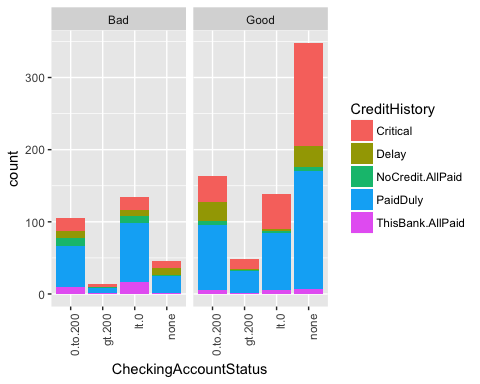 Bad Good
300
200
100
0
count
0.to.200 gt.200 lt.0 none 0.to.200 gt.200 lt.0 none
CheckingAccountStatus
CreditHistory
Critical
Delay
NoCredit.AllPaid
PaidDuly
ThisBank.AllPaid